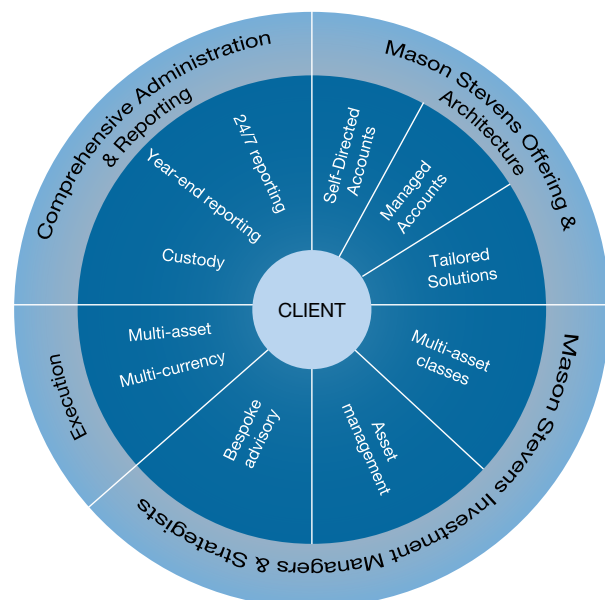 Comprehensive Administration
& Reporting
Mason Stevens Offering &
Architecture
24/7 reporting
Year-end reporting
Custody
Self-Directed
Accounts
Managed
Accounts
Tailored
Solutions
CLIENT
Multi-asset
Multi-currency
Execution
Bespoke
advisory
Asset
management
Multi-asset
classes
Mason Stevens Investment Managers & Strategists